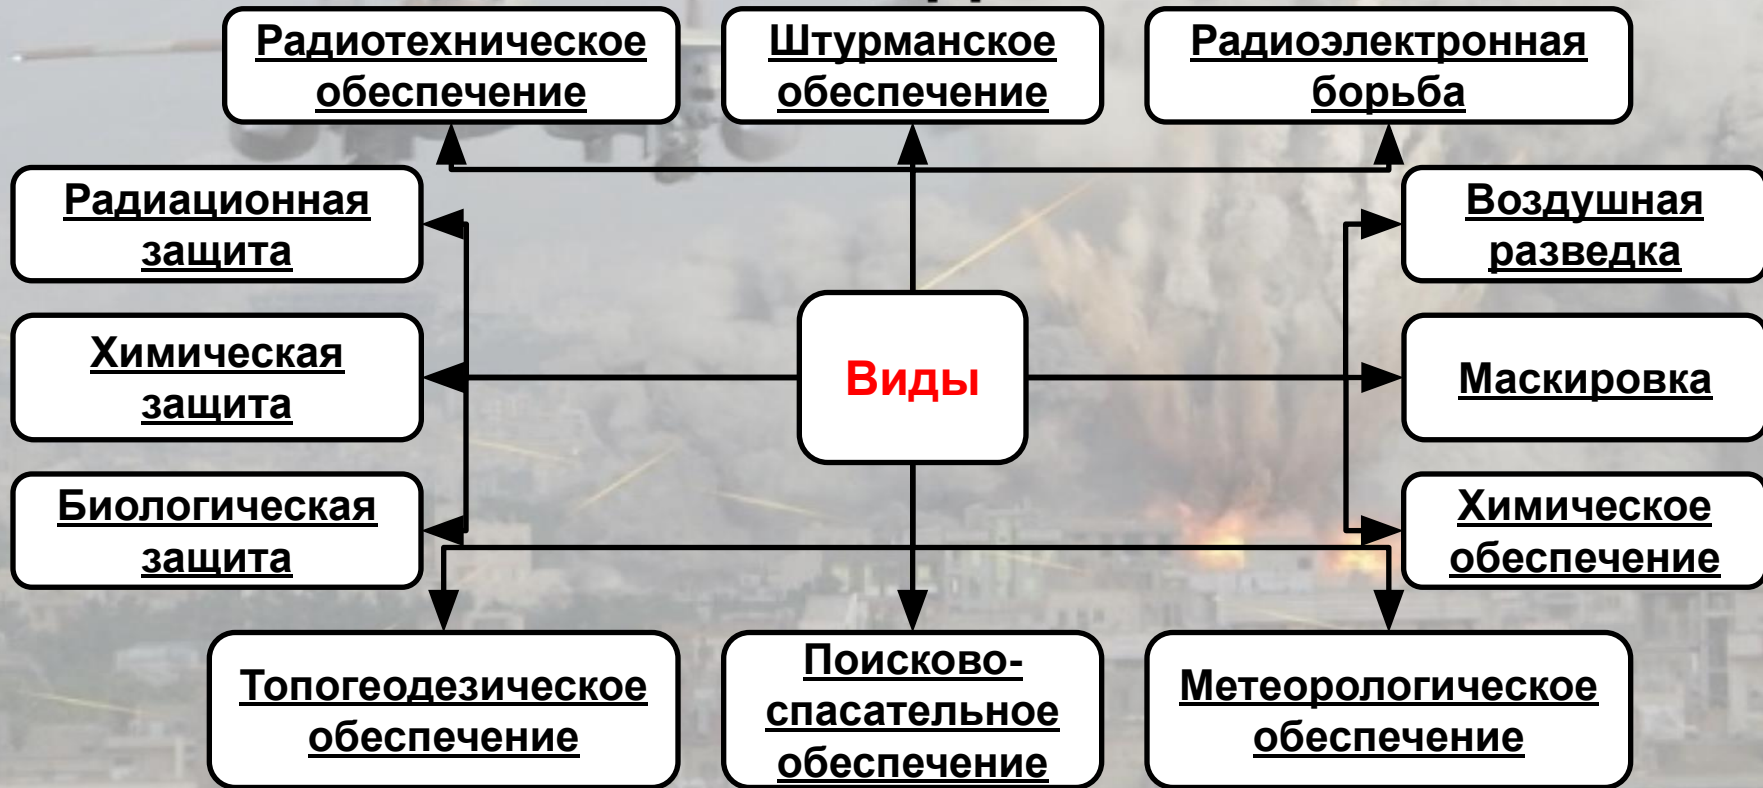 Радиотехническое
обеспечение
Штурманское
обеспечение
Радиоэлектронная
борьба
Радиационная
защита
Воздушная
разведка
Химическая
защита
Виды
Маскировка
Биологическая
защита
Химическое
обеспечение
Топогеодезическое
обеспечение
Поисково-
спасательное
обеспечение
Метеорологическое
обеспечение